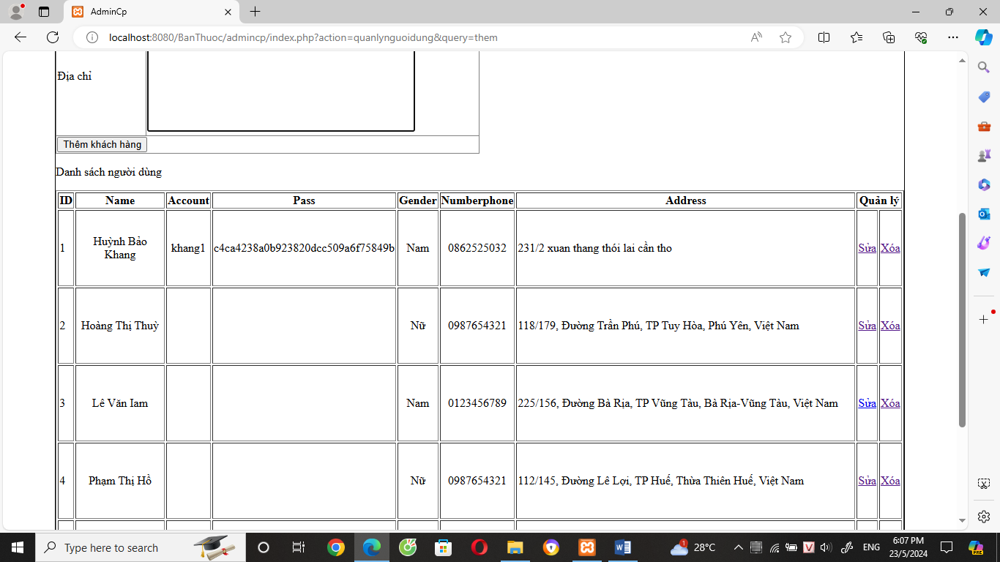 AdminCp
localhost:8080/BanThuoc/admincp/index.php?action=quanlynguoidung&query=them
Địa chỉ
Thêm khách hàng
Danh sách người dùng
ID Name Account Pass Gender Numberphone Address Quản lý
1 Huỳnh Bảo Khang khang1 c4ca4238a0b923820dcc509a6f75849b Nam 0862525032 231/2 xuan thang thói lai cần tho Sửa Xóa
2 Hoàng Thị Thuỳ Nữ 0987654321 118/179, Đường Trần Phú, TP Tuy Hòa, Phú Yên, Việt Nam Sửa Xóa
3 Lê Văn Iam Nam 0123456789 225/156, Đường Bà Rịa, TP Vũng Tàu, Bà Rịa-Vũng Tàu, Việt Nam Sửa Xóa
4 Phạm Thị Hồ Nữ 0987654321 112/145, Đường Lê Lợi, TP Huế, Thừa Thiên Huế, Việt Nam Sửa Xóa
Type here to search
1 28°C
V
ENG
6:07 PM
23/5/2024
PRE